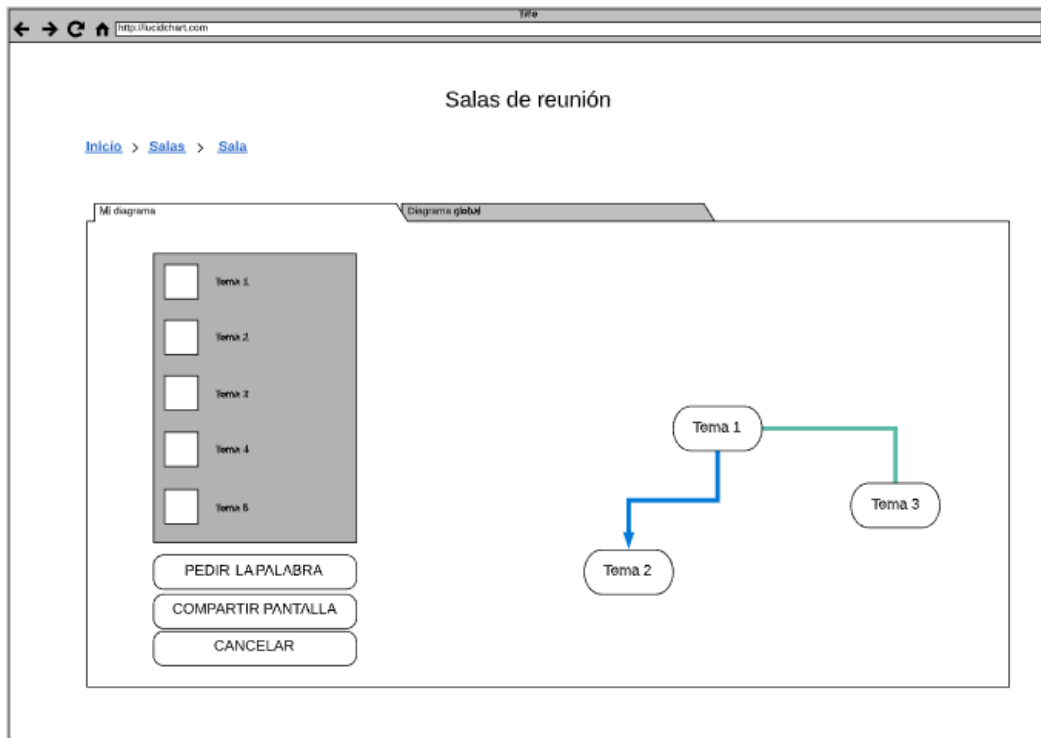 Title
http://lucidchart.com
Salas de reunión
Inicio > Salas > Sala
Mi diagrama
Diagrama global
Tema 1
Tema 2
Tema 3
Tema 4
Tema 5
PEDIR LA PALABRA
COMPARTIR PANTALLA
CANCELAR
Tema 1
Tema 3
Tema 2